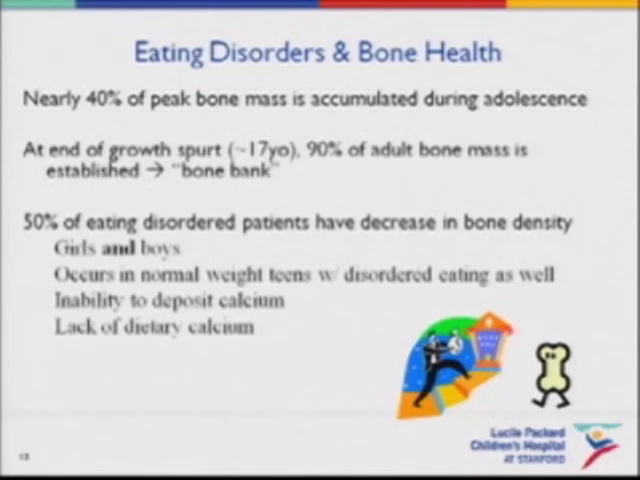 Eating Disorders & Bone Health
Nearly 40% of peak bone mass is accumulated during adolescence
At end of growth spurt (~17yo), 90% of adult bone mass is
established → "bone bank"
50% of eating disordered patients have decrease in bone density
Girls and boys
Occurs in normal weight teens w/ disordered eating as well
Inability to deposit calcium
Lack of dietary calcium
Lucile Packard
Children's Hospital
AT STANFORD